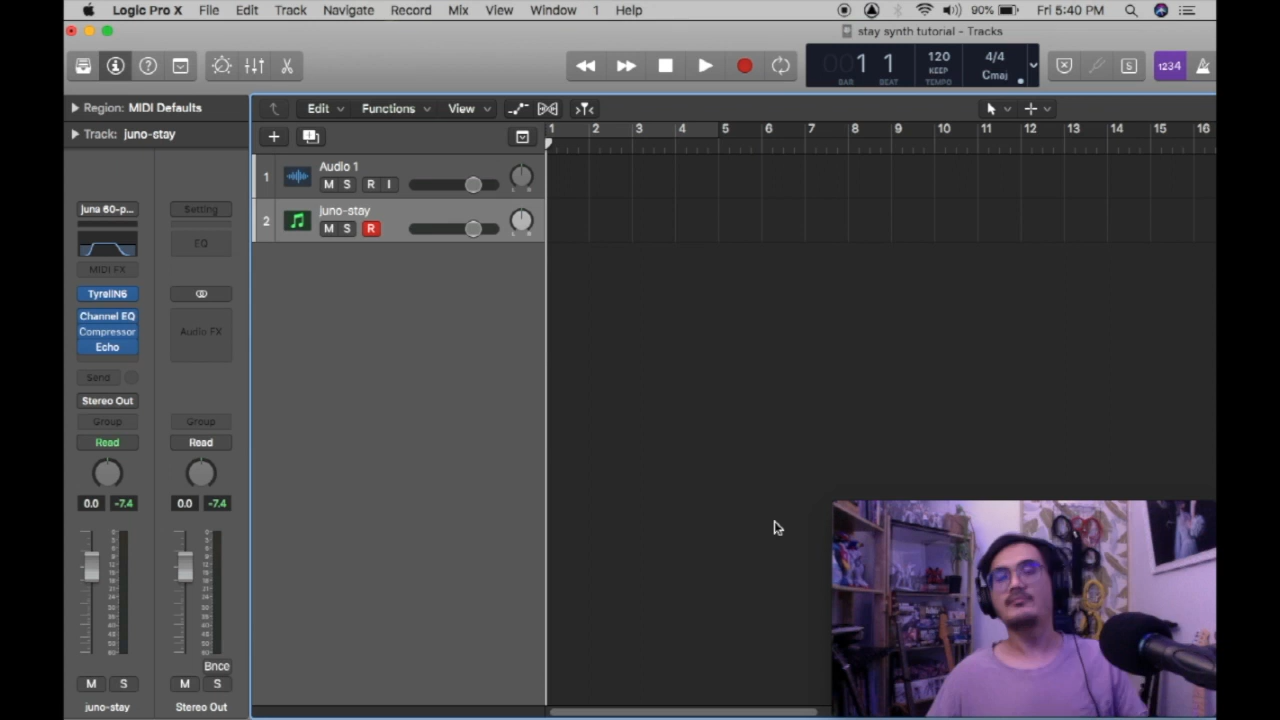 Logic Pro X File Edit Track Navigate Record Mix View Window 1 Help 90% Fri 5:40 PM
stay synth tutorial - Tracks
001 1 120 4/4
KEEP Cmaj
BAR BEAT TEMPO
S 1234
Region: MIDI Defaults
Edit Functions View
Track: juno-stay
1 2 3 4 5 6 7 8 9 10 11 12 13 14 15 16
1 Audio 1
M S R I
L R
2 juno-stay
M S R
L R
juna 60-p... Setting
EQ
MIDI FX
TyrellN6
Channel EQ
Compressor Audio FX
Echo
Send
Stereo Out
Group Group
Read Read
0.0 -7.4 0.0 -7.4
Bnce
M S M S
juno-stay Stereo Out